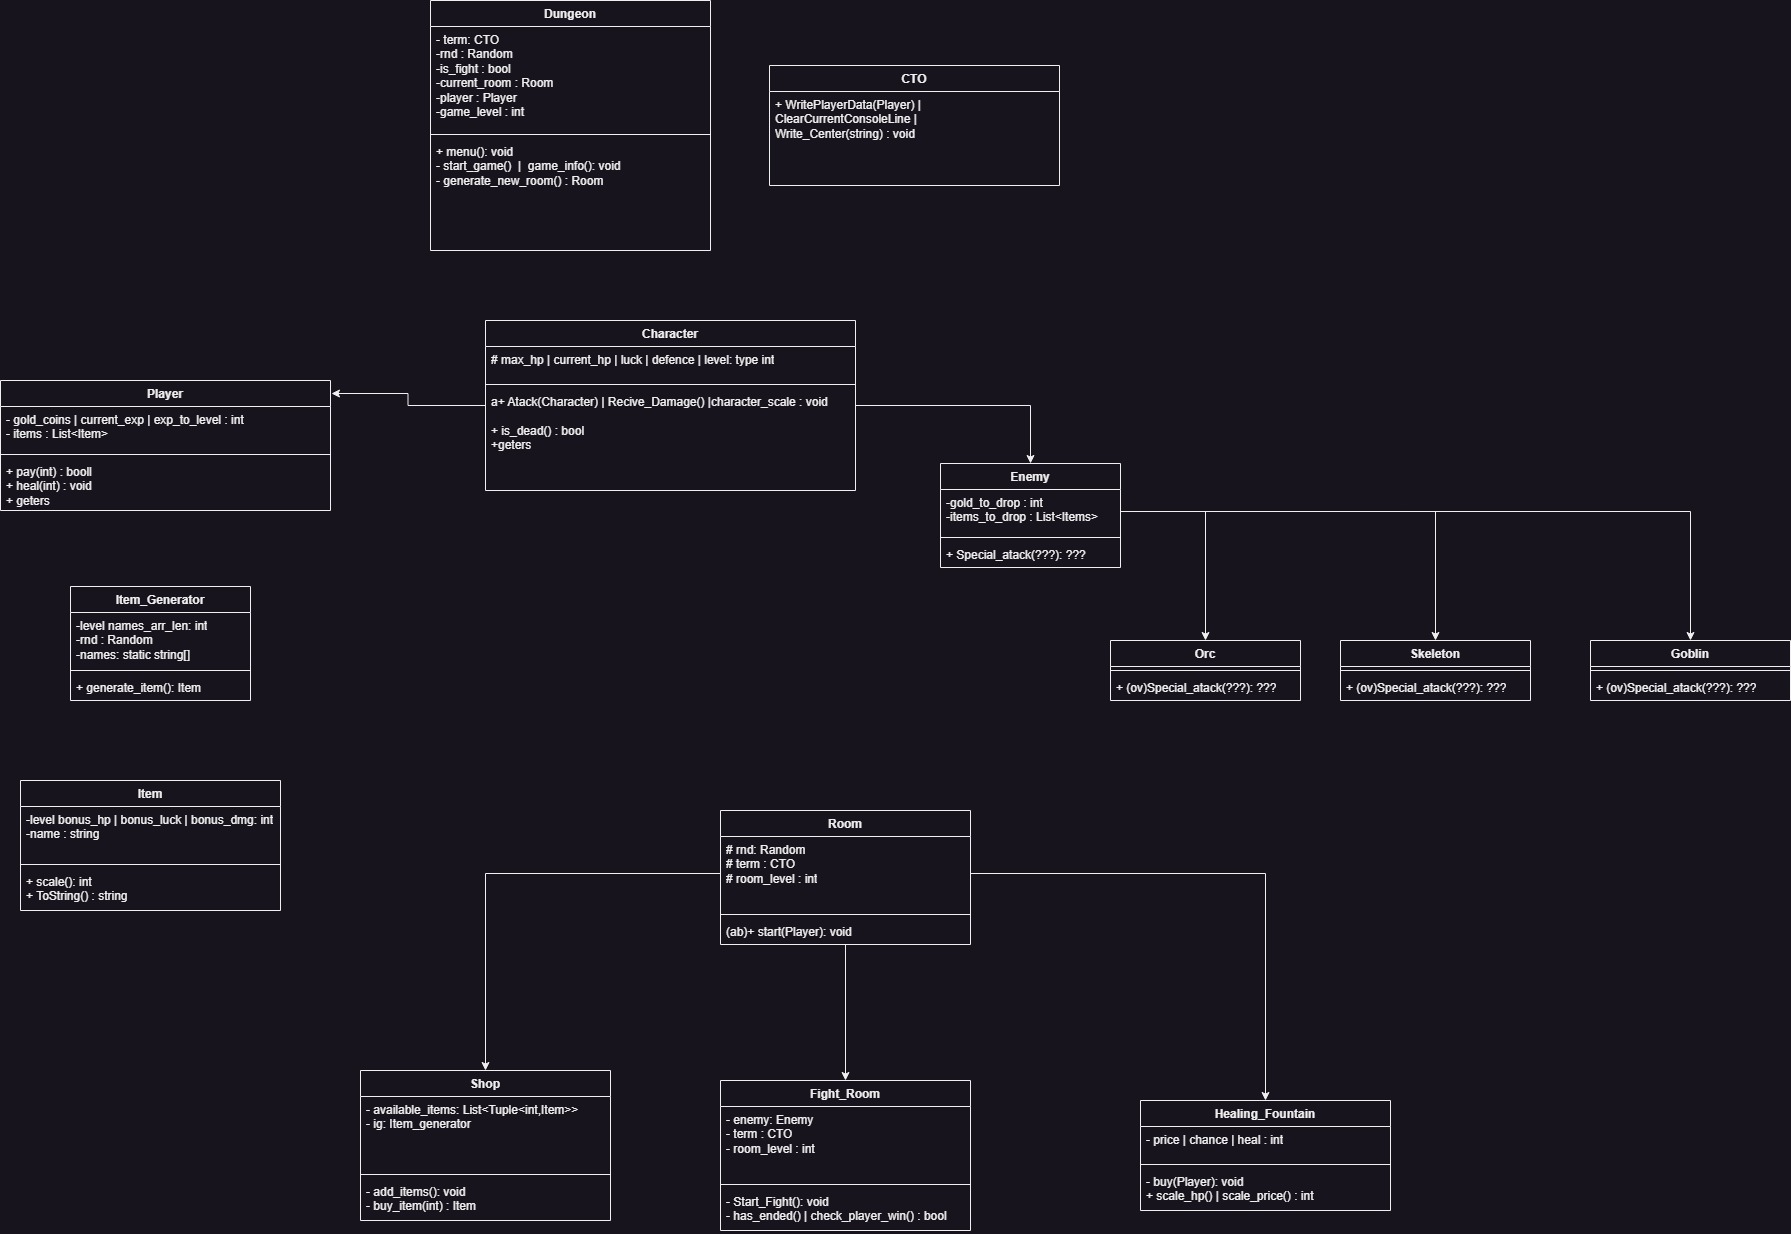 Dungeon
- term: CTO
-rnd : Random
-is_fight : bool
-current_room : Room
-player : Player
-game_level : int
+ menu(): void
- start_game()  |  game_info(): void
- generate_new_room() : Room
CTO
+ WritePlayerData(Player) |
ClearCurrentConsoleLine |
Write_Center(string) : void
Character
# max_hp | current_hp | luck | defence | level: type int
a+ Atack(Character) | Recive_Damage() |character_scale : void
+ is_dead() : bool
+geters
Player
- gold_coins | current_exp | exp_to_level : int
- items : List<Item>
+ pay(int) : booll
+ heal(int) : void
+ geters
Enemy
-gold_to_drop : int
-items_to_drop : List<Items>
+ Special_atack(???): ???
Item_Generator
-level names_arr_len: int
-rnd : Random
-names: static string[]
+ generate_item(): Item
Orc
+ (ov)Special_atack(???): ???
Skeleton
+ (ov)Special_atack(???): ???
Goblin
+ (ov)Special_atack(???): ???
Item
-level bonus_hp | bonus_luck | bonus_dmg: int
-name : string
+ scale(): int
+ ToString() : string
Room
# rnd: Random
# term : CTO
# room_level : int
(ab)+ start(Player): void
Shop
- available_items: List<Tuple<int,Item>>
- ig: Item_generator
- add_items(): void
- buy_item(int) : Item
Fight_Room
- enemy: Enemy
- term : CTO
- room_level : int
- Start_Fight(): void
- has_ended() | check_player_win() : bool
Healing_Fountain
- price | chance | heal : int
- buy(Player): void
+ scale_hp() | scale_price() : int